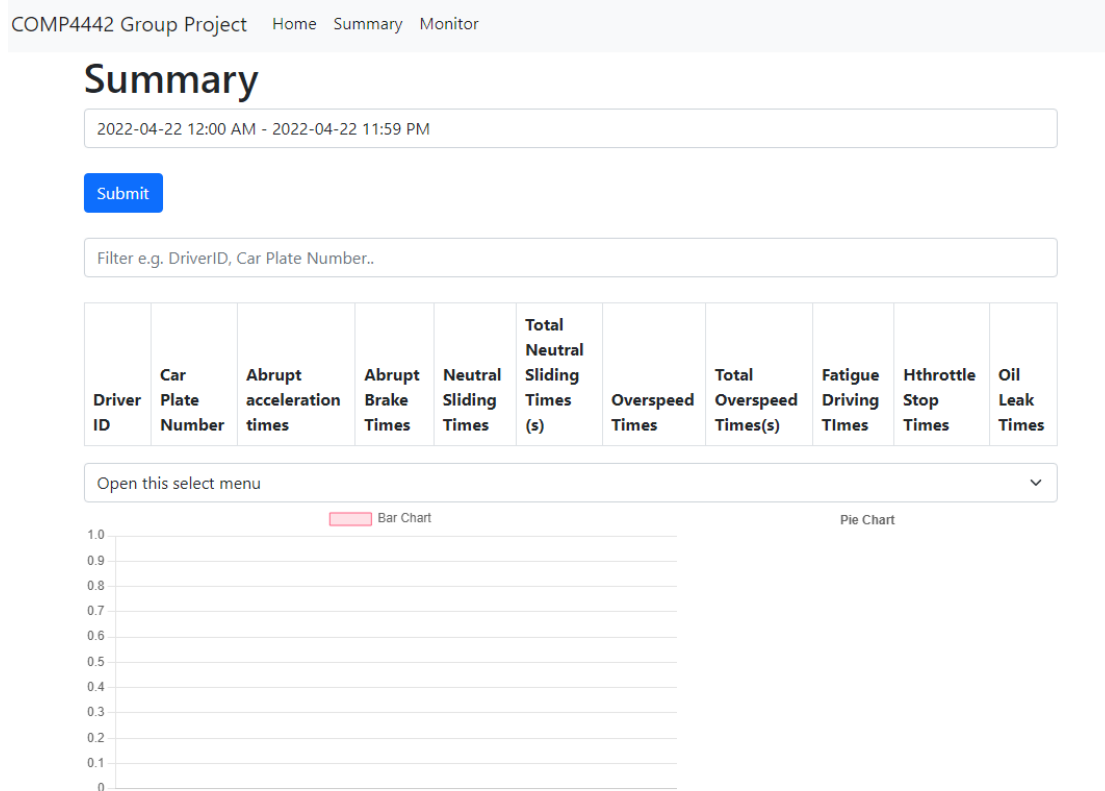 COMP4442 Group Project Home Summary Monitor
Summary
2022-04-22 12:00 AM - 2022-04-22 11:59 PM
Submit
Filter e.g. DriverID, Car Plate Number..
Driver
ID
Car
Plate
Number
Abrupt
acceleration
times
Abrupt
Brake
Times
Neutral
Sliding
Times
Total
Neutral
Sliding
Times
(s)
Overspeed
Times
Total
Overspeed
Times(s)
Fatigue
Driving
TImes
Hthrottle
Stop
Times
Oil
Leak
Times
Open this select menu
Bar Chart
1.0
0.9
0.8
0.7
0.6
0.5
0.4
0.3
0.2
0.1
0
Pie Chart